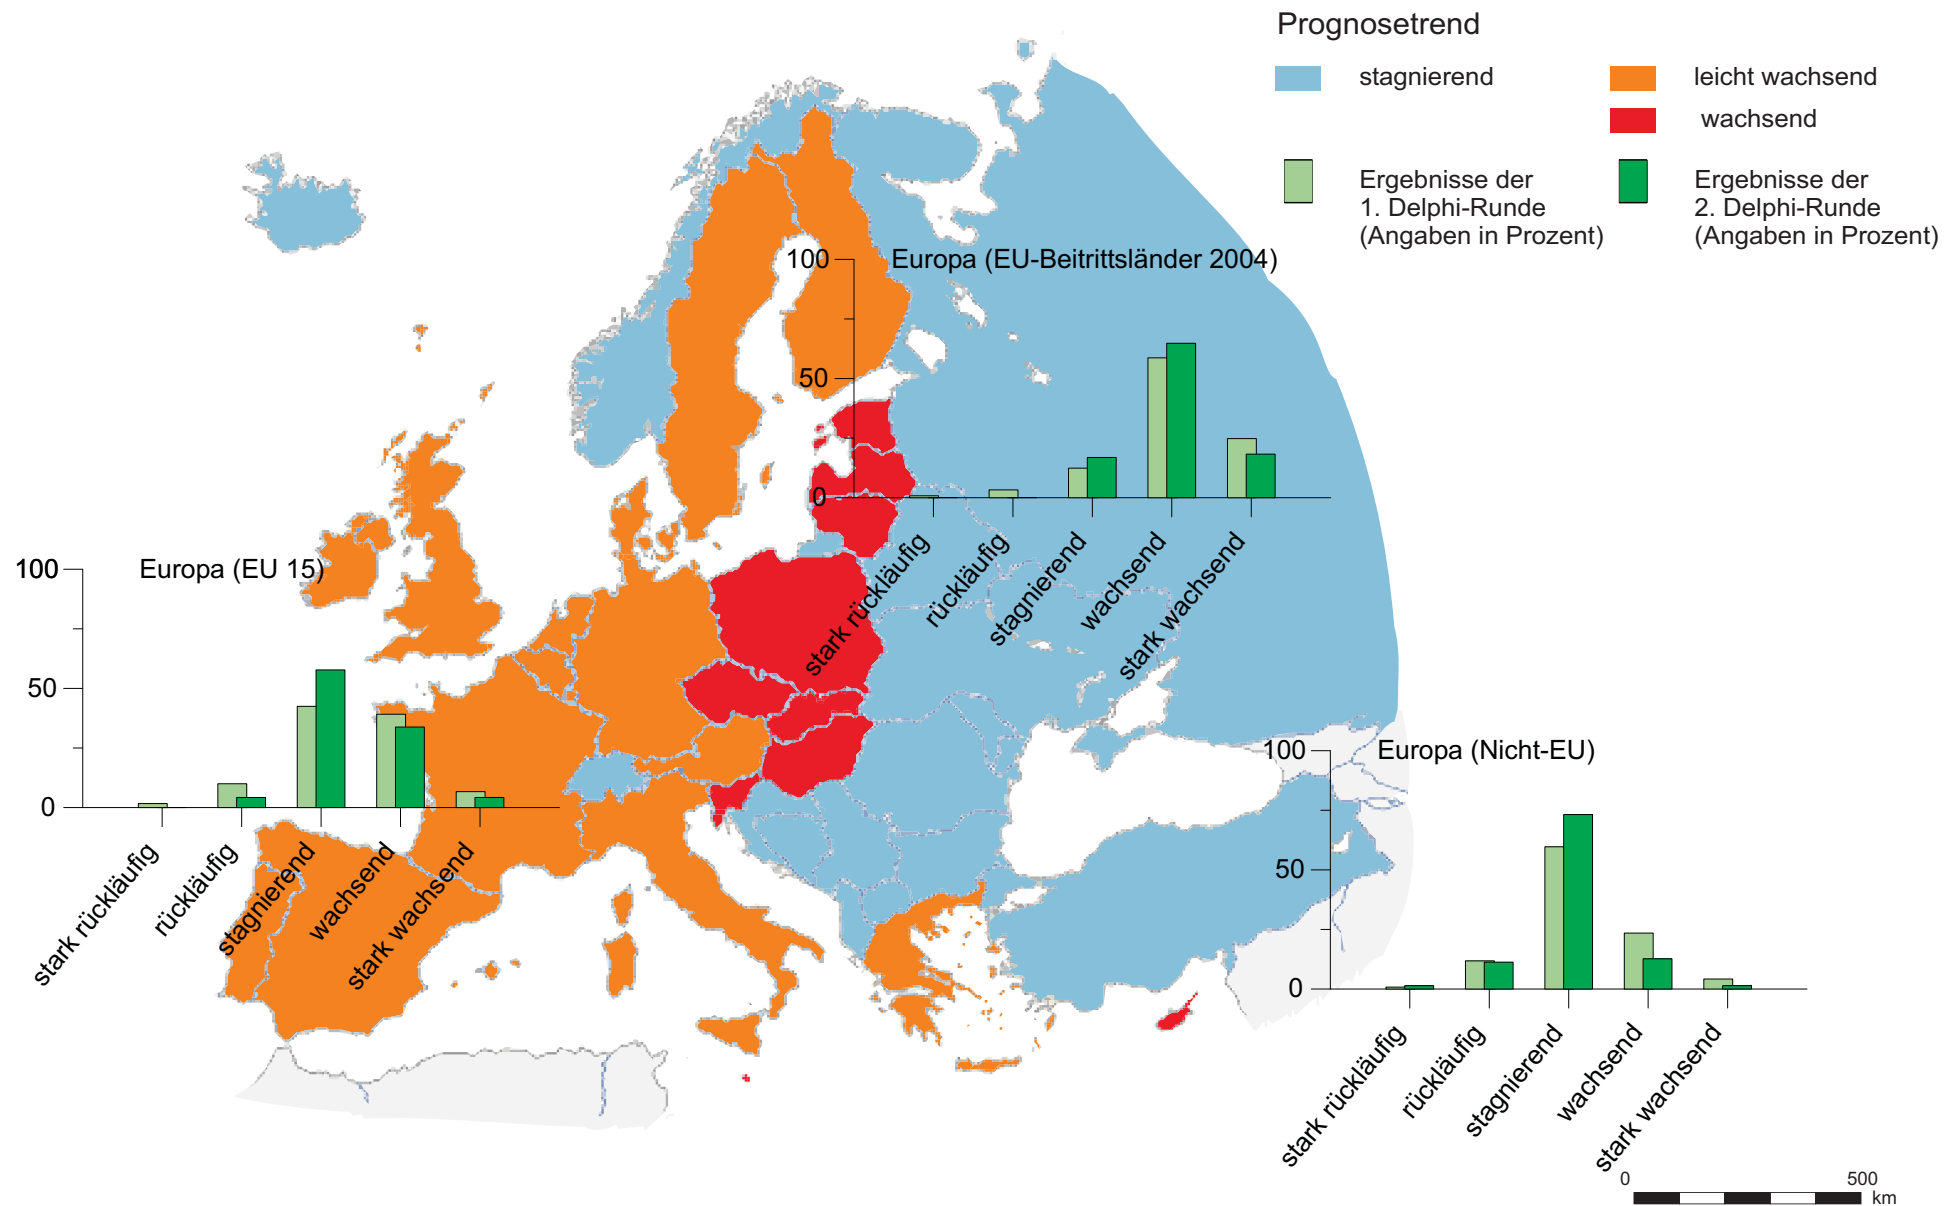 Prognosetrend
stagnierend
leicht wachsend
wachsend
Ergebnisse der
1. Delphi-Runde
(Angaben in Prozent)
Ergebnisse der
2. Delphi-Runde
(Angaben in Prozent)
Europa (EU-Beitrittsländer 2004)
100
50
0
stark rückläufig
rückläufig
stagnierend
wachsend
stark wachsend
Europa (EU 15)
100
50
0
stark rückläufig
rückläufig
stagnierend
wachsend
stark wachsend
Europa (Nicht-EU)
100
50
0
stark rückläufig
rückläufig
stagnierend
wachsend
stark wachsend
0 500
km